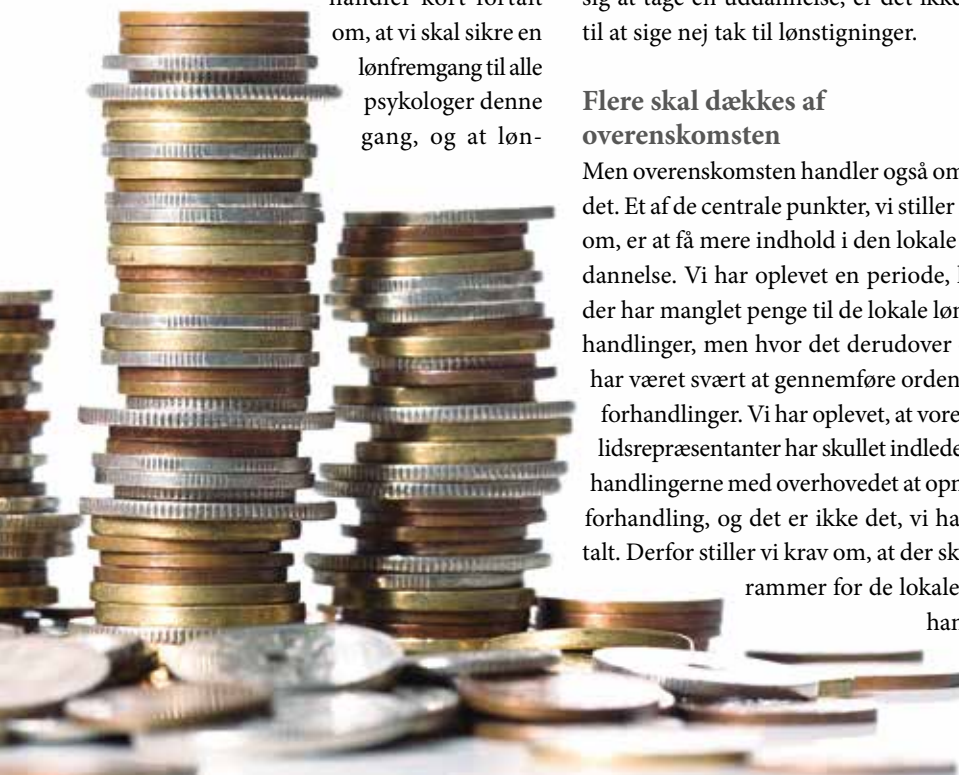 handler kort fortalt
om, at vi skal sikre en
lønfremgang til alle
psykologer denne
gang, og at løn-
sig at tage en uddannelse, er det ikke
til at sige nej tak til lønstigninger.
Flere skal dækkes af
overenskomsten
Men overenskomsten handler også om
det. Et af de centrale punkter, vi stiller
om, er at få mere indhold i den lokale
dannelse. Vi har oplevet en periode,
der har manglet penge til de lokale løn
handlinger, men hvor det derudover
har været svært at gennemføre orden
forhandlinger. Vi har oplevet, at vore
lidsrepræsentanter har skullet indlede
handlingerne med overhovedet at opn
forhandling, og det er ikke det, vi ha
talt. Derfor stiller vi krav om, at der sk
rammer for de lokale
han